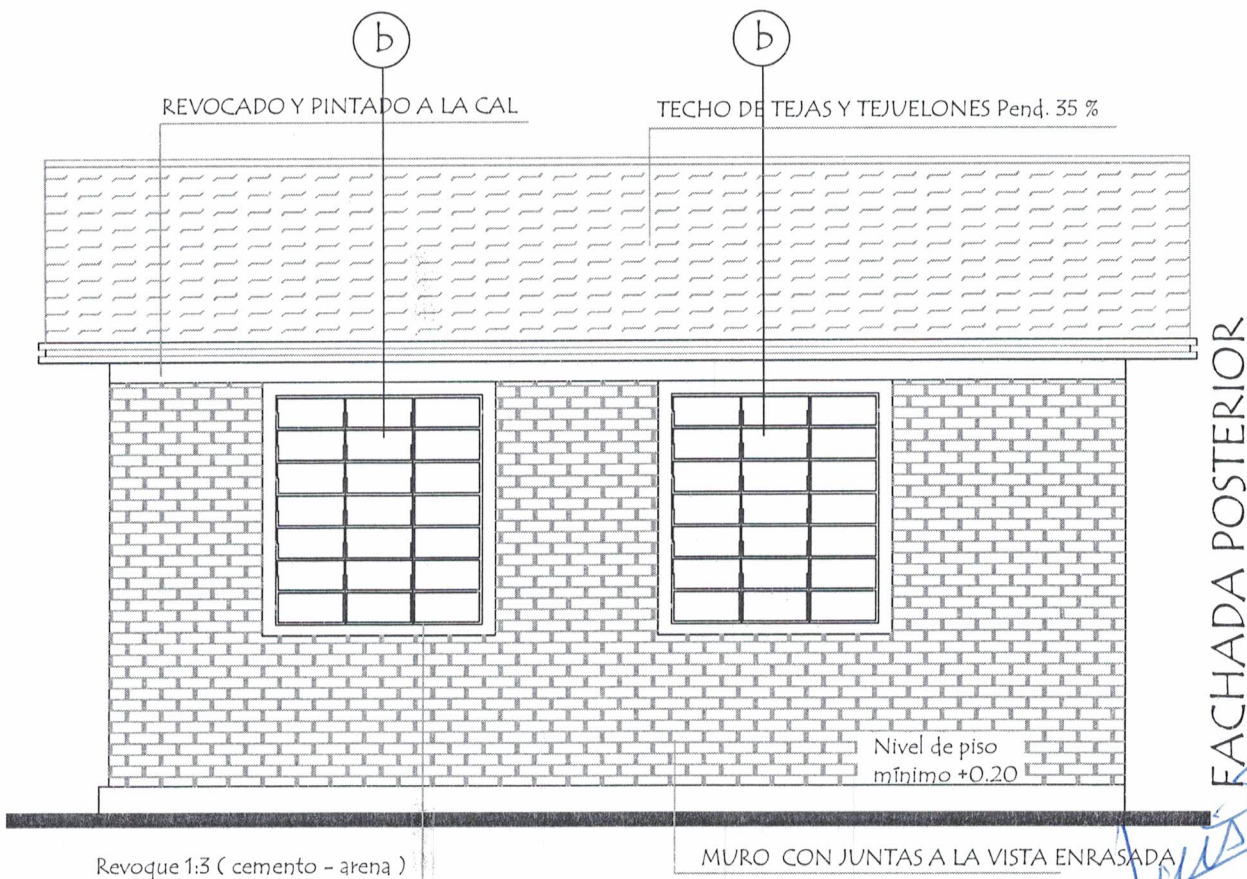 b
b
REVOCADO Y PINTADO A LA CAL
TECHO DE TEJAS Y TEJUELONES Pend. 35 %
FACHADA POSTERIOR
Nivel de piso
mínimo +0.20
Revoque 1:3 ( cemento - arena )
MURO CON JUNTAS A LA VISTA ENRASADA